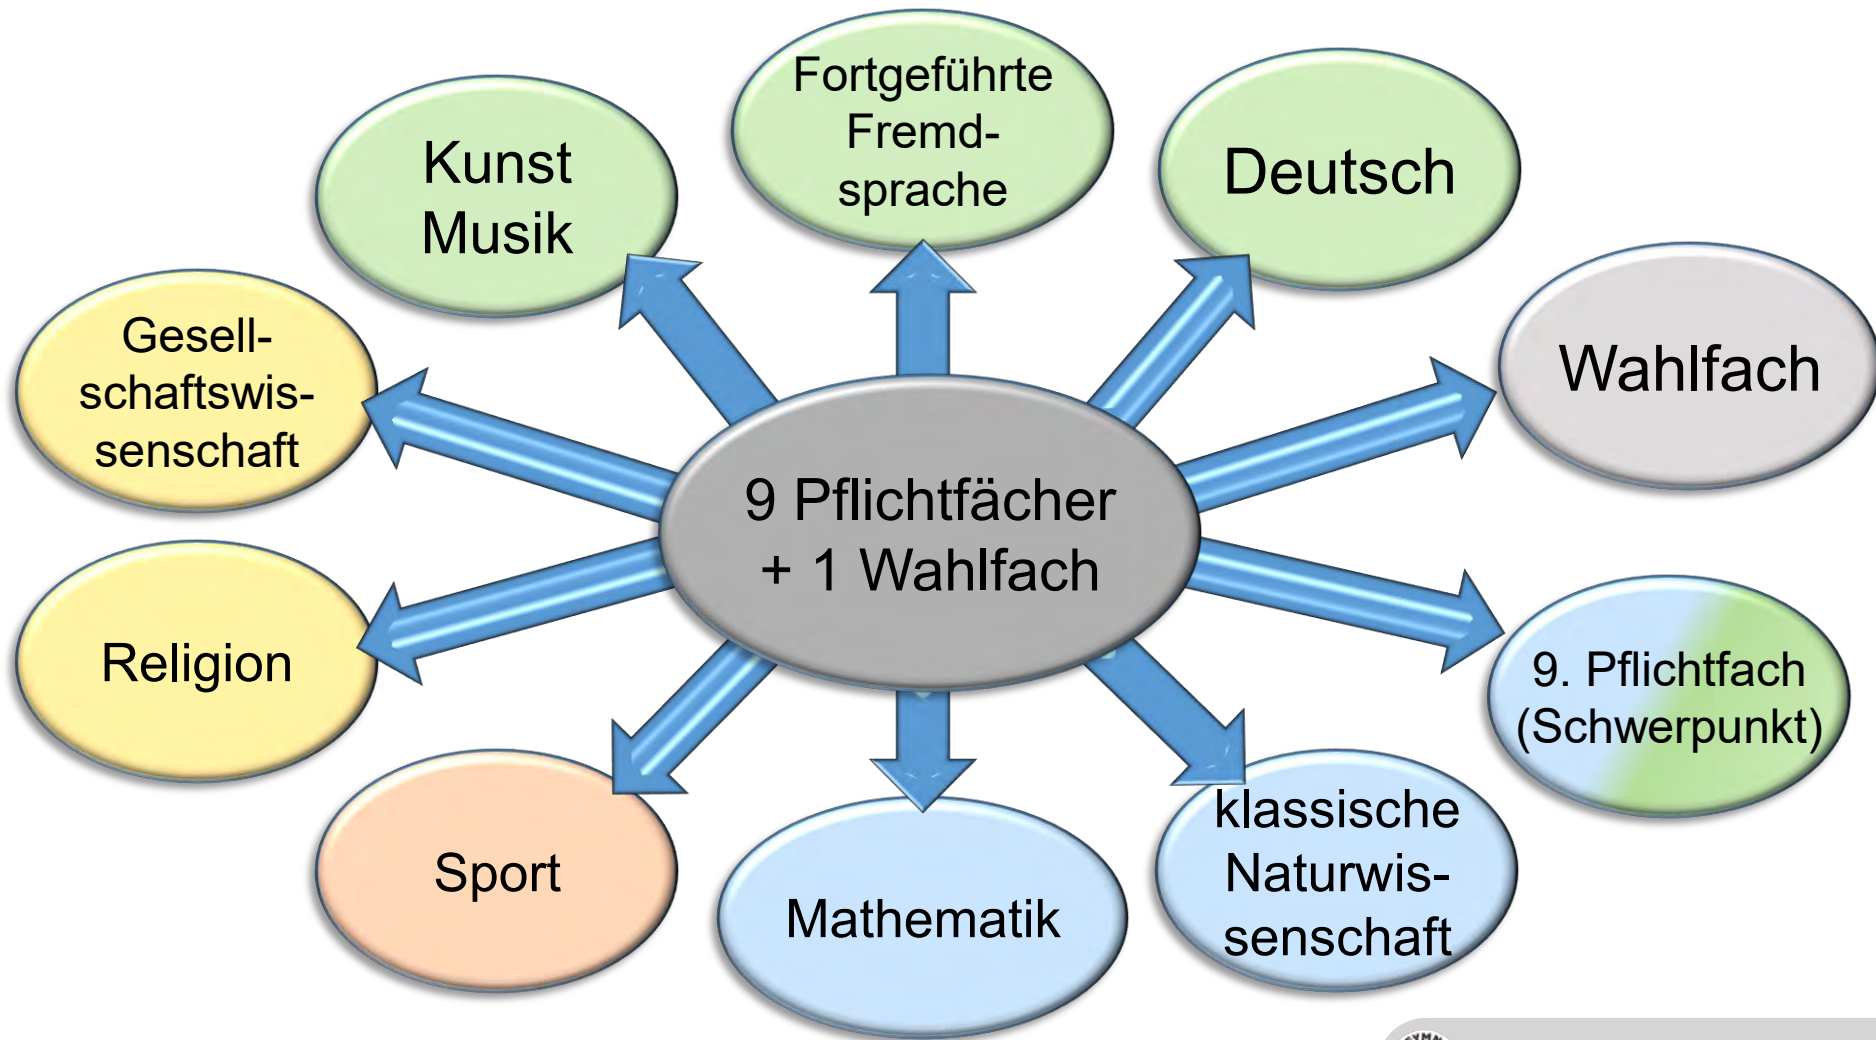 Fortgeführte
Fremd-
sprache
Kunst
Musik
Deutsch
Gesell-
schaftswis-
senschaft
Wahlfach
9 Pflichtfächer
+ 1 Wahlfach
Religion
9. Pflichtfach
(Schwerpunkt)
Sport
Mathematik
klassische
Naturwis-
senschaft